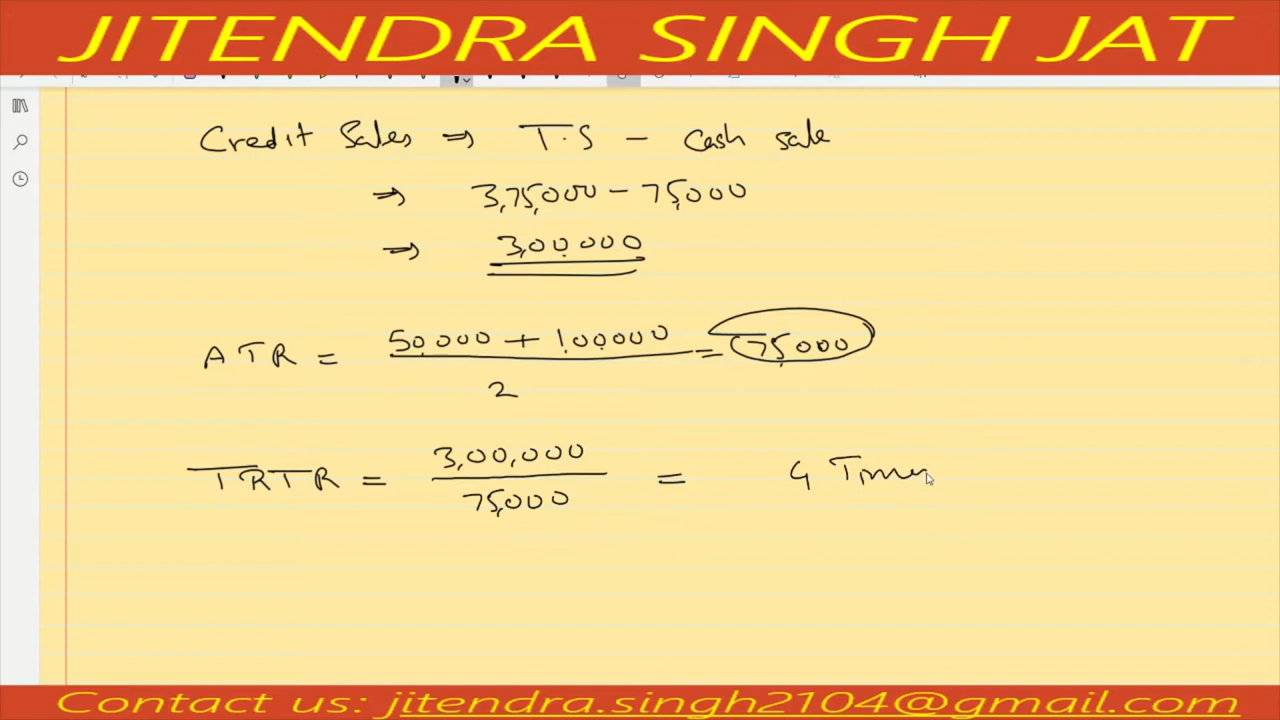 JITENDRA SINGH JAT
Credit Sales ⇒ T.S - Cash sale
⇒ 3,75,000 - 75,000
⇒ 3,00,000
ATR = 50,000 + 1,00,000 / 2 = 75,000
TRTR = 3,00,000 / 75,000 = 4 Times
Contact us: jitendra.singh2104@gmail.com